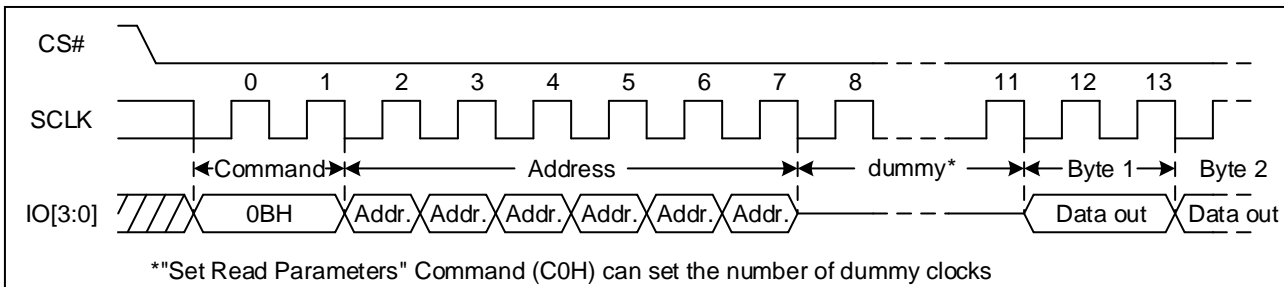 CS#
0 1 2 3 4 5 6 7 8 11 12 13
SCLK
Command Address dummy* Byte 1 Byte 2
IO[3:0] 0BH Addr. Addr. Addr. Addr. Addr. Addr. Data out Data out
*"Set Read Parameters" Command (C0H) can set the number of dummy clocks